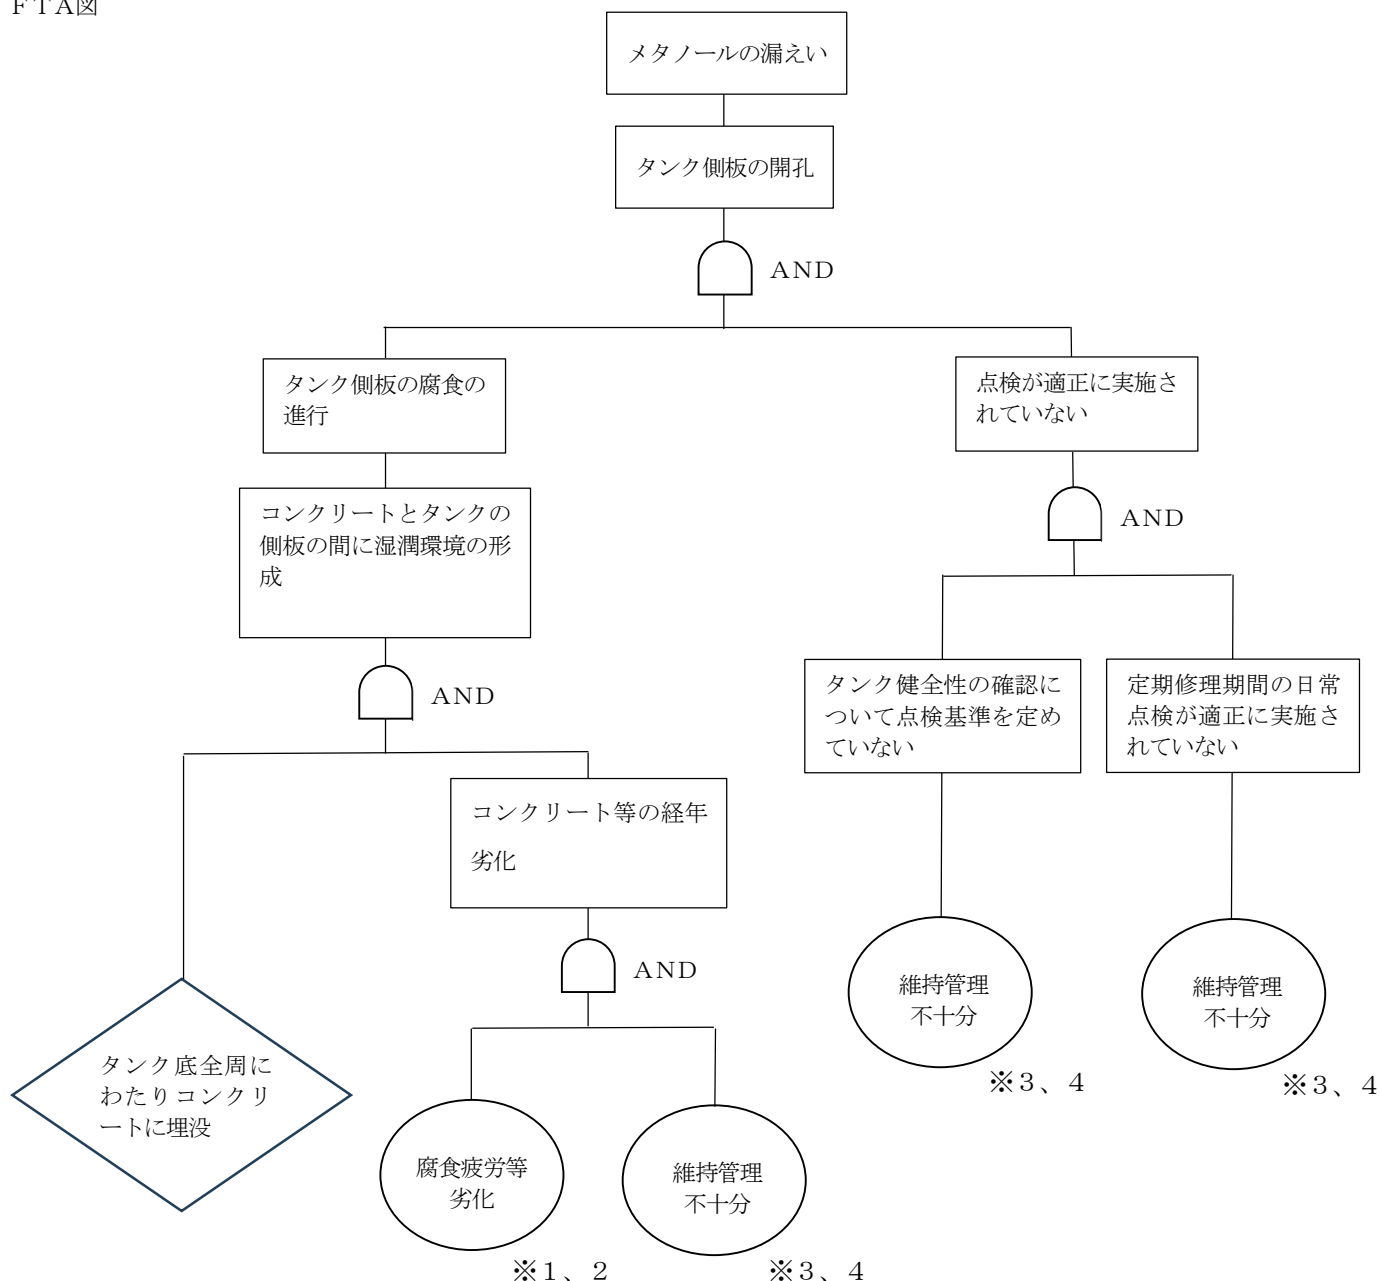 ＦＴＡ図
メタノールの漏えい
タンク側板の開孔
ＡＮＤ
タンク側板の腐食の
進行
点検が適正に実施さ
れていない
コンクリートとタンクの
側板の間に湿潤環境の形
成
ＡＮＤ
ＡＮＤ
タンク健全性の確認に
ついて点検基準を定め
ていない
定期修理期間の日常
点検が適正に実施さ
れていない
コンクリート等の経年
劣化
ＡＮＤ
維持管理
不十分
※３、４
維持管理
不十分
※３、４
タンク底全周に
わたりコンクリ
ートに埋没
腐食疲労等
劣化
※１、２
維持管理
不十分
※３、４